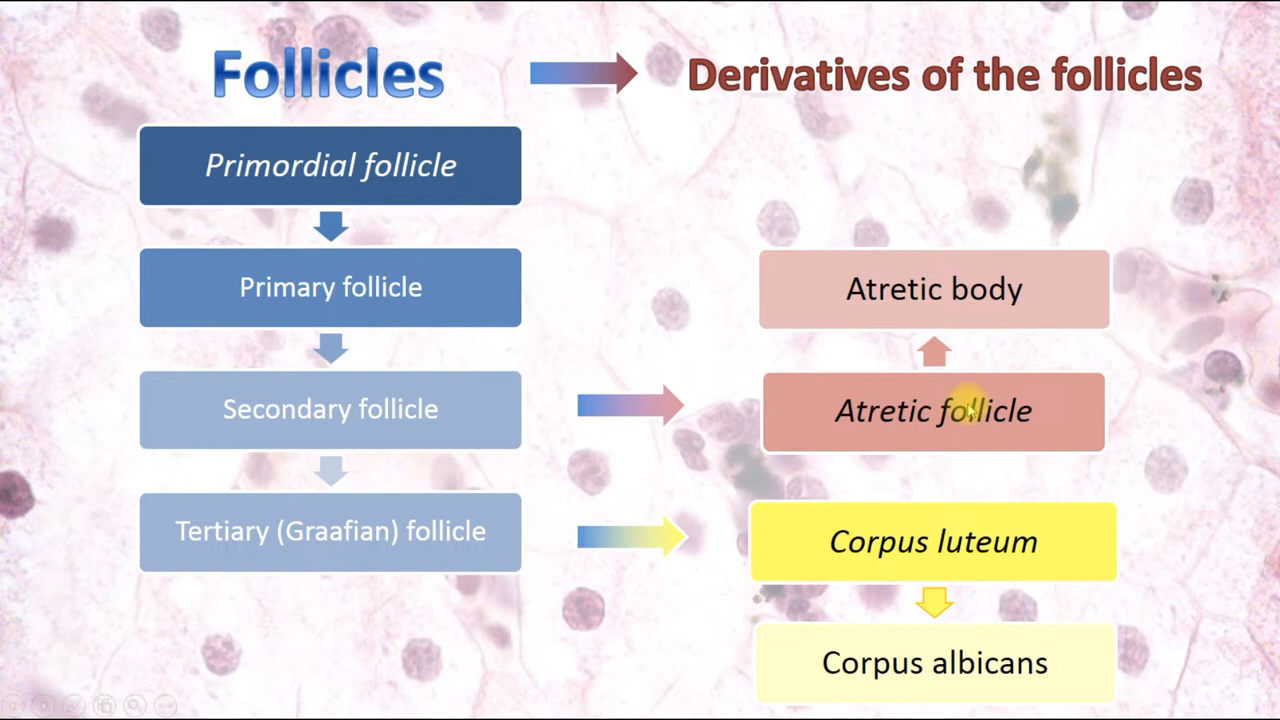 Follicles
Derivatives of the follicles
Primordial follicle
Primary follicle
Secondary follicle
Tertiary (Graafian) follicle
Atretic body
Atretic follicle
Corpus luteum
Corpus albicans